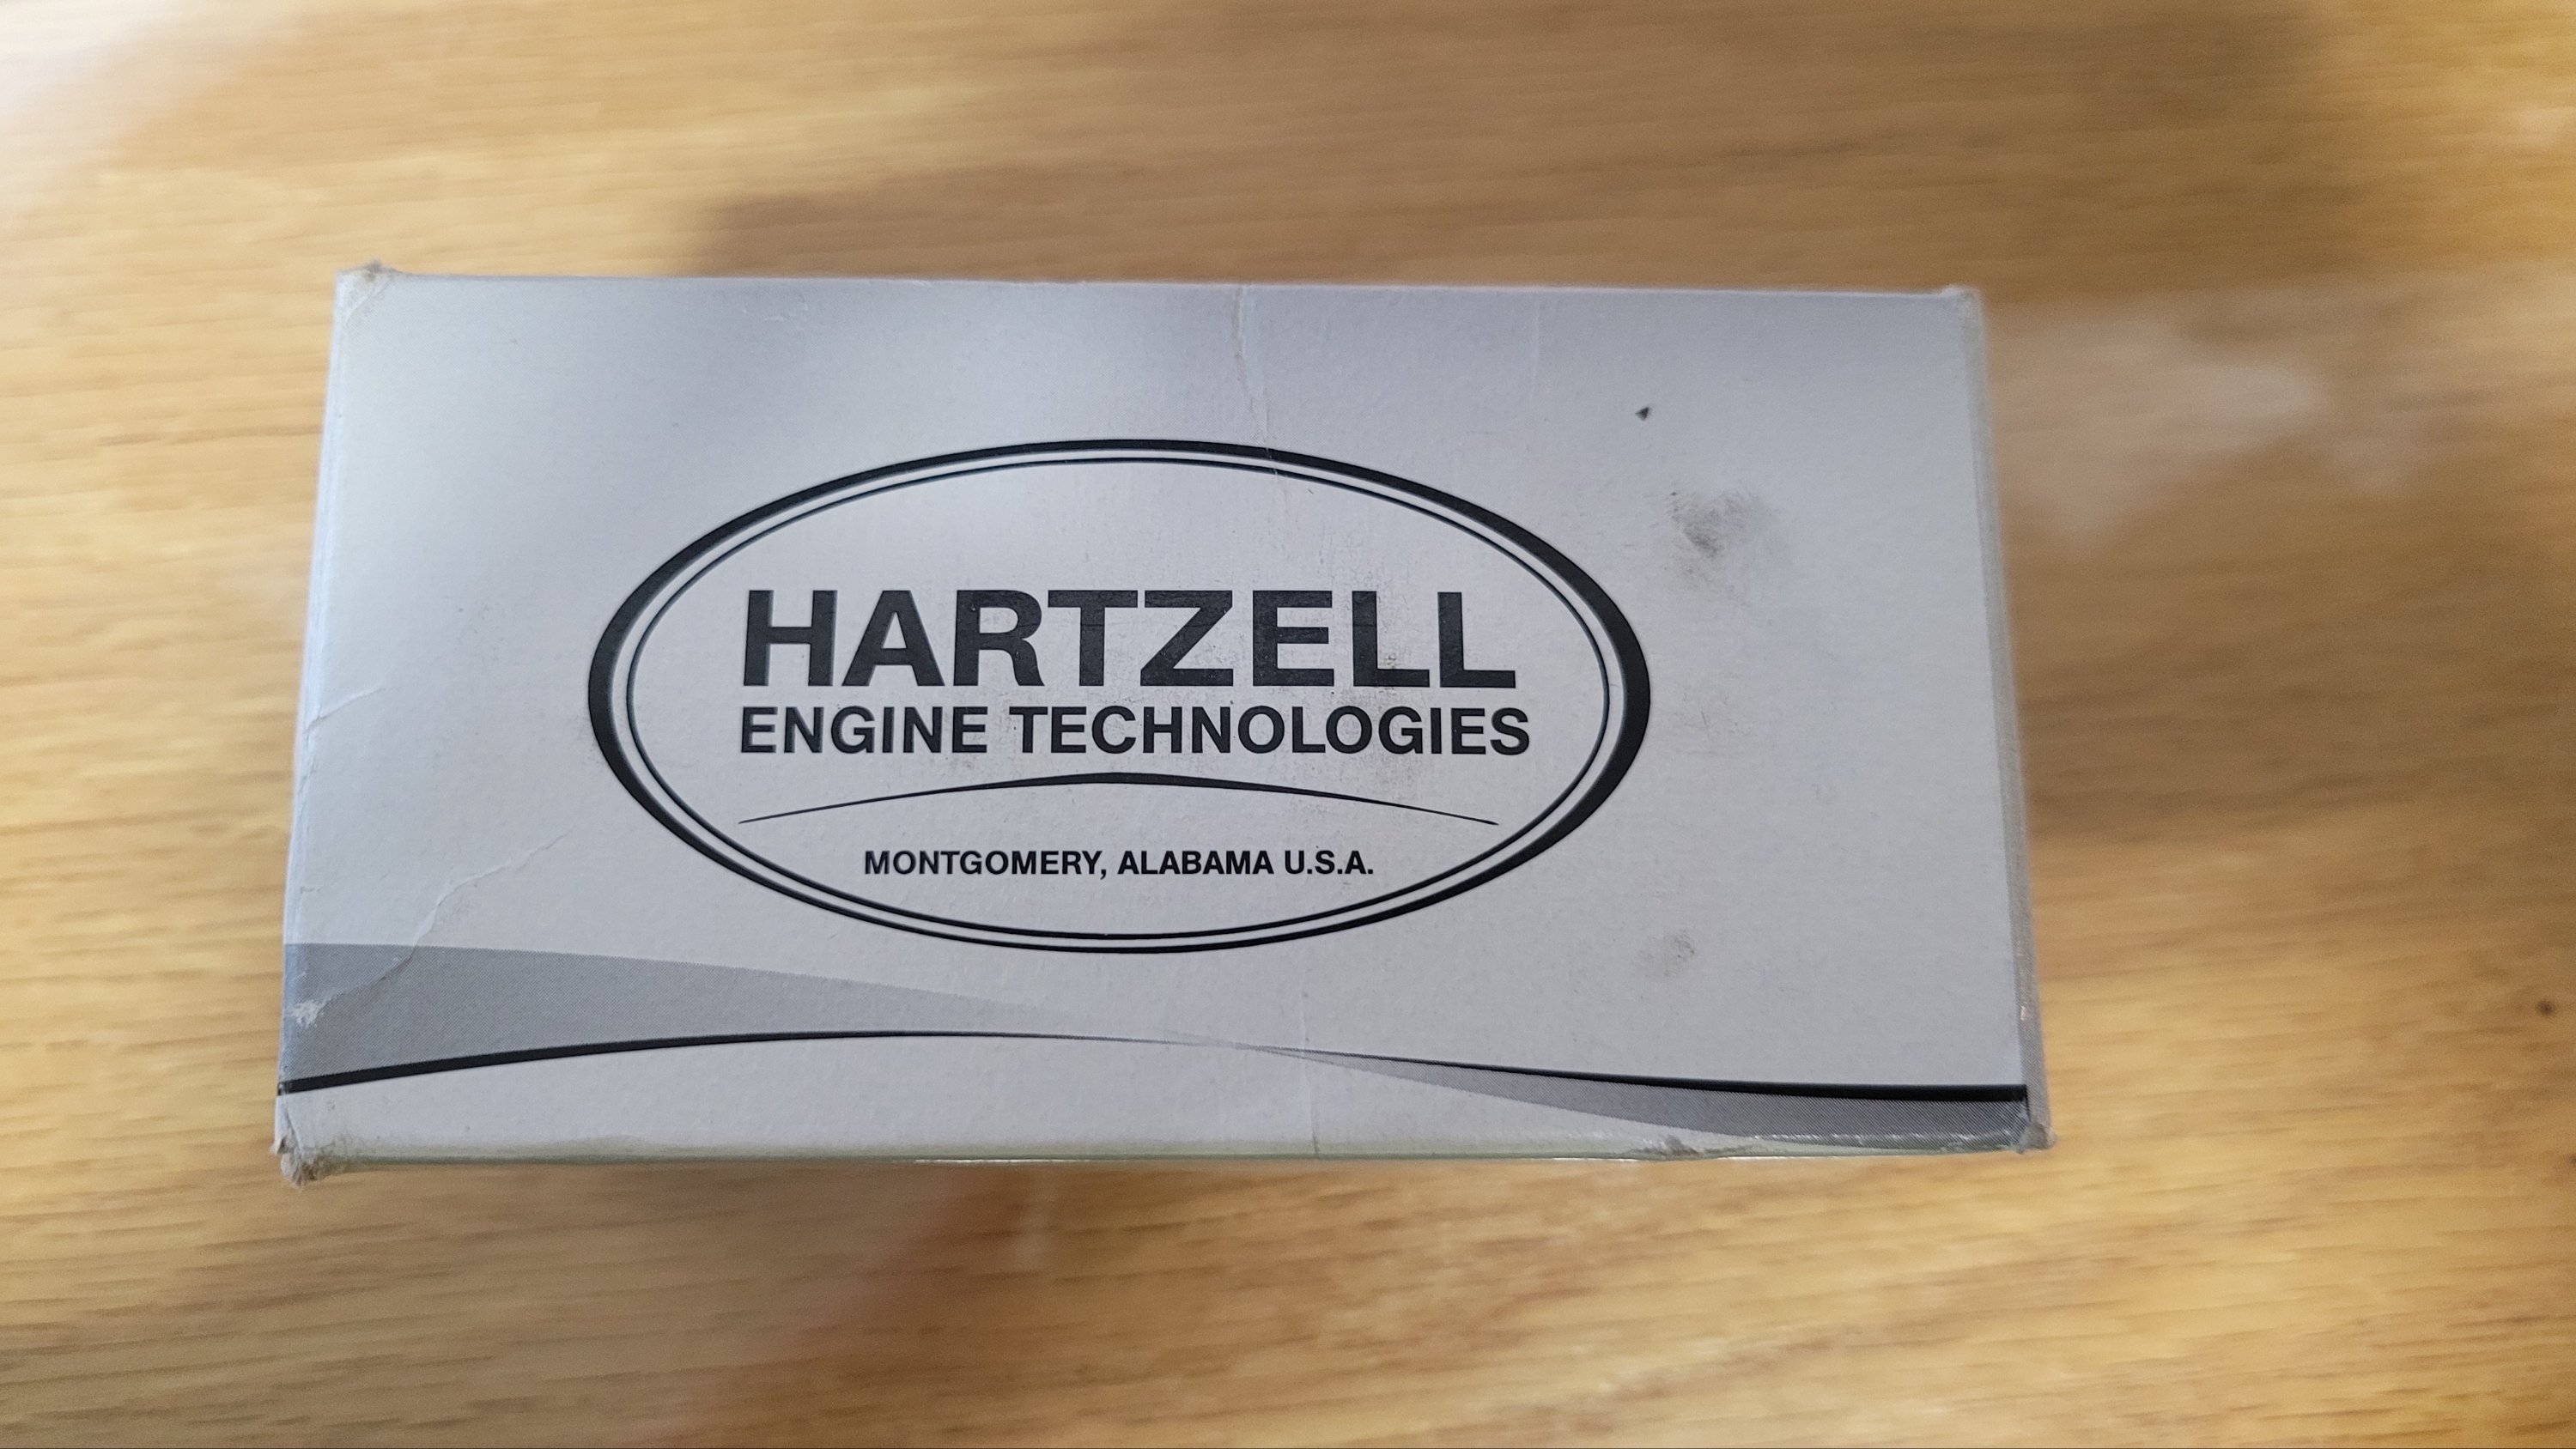 HARTZELL
ENGINE TECHNOLOGIES
MONTGOMERY, ALABAMA U.S.A.